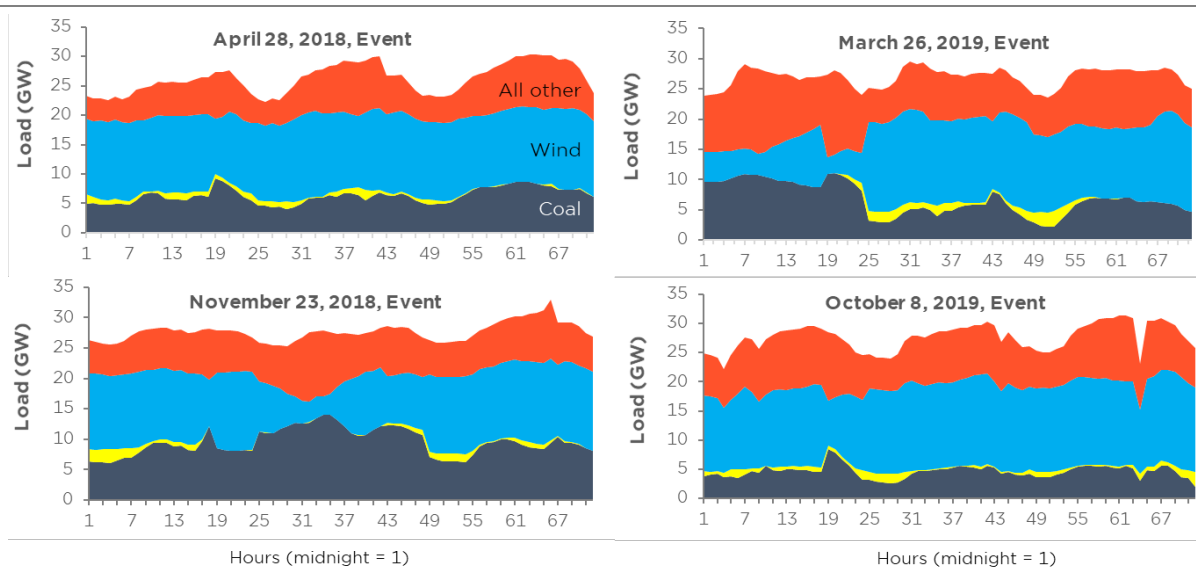 April 28, 2018, Event
Load (GW)
35
30
25
20
15
10
5
0
All other
Wind
Coal
1 7 13 19 25 31 37 43 49 55 61 67
March 26, 2019, Event
Load (GW)
35
30
25
20
15
10
5
0
1 7 13 19 25 31 37 43 49 55 61 67
November 23, 2018, Event
Load (GW)
35
30
25
20
15
10
5
0
1 7 13 19 25 31 37 43 49 55 61 67
Hours (midnight = 1)
October 8, 2019, Event
Load (GW)
35
30
25
20
15
10
5
0
1 7 13 19 25 31 37 43 49 55 61 67
Hours (midnight = 1)